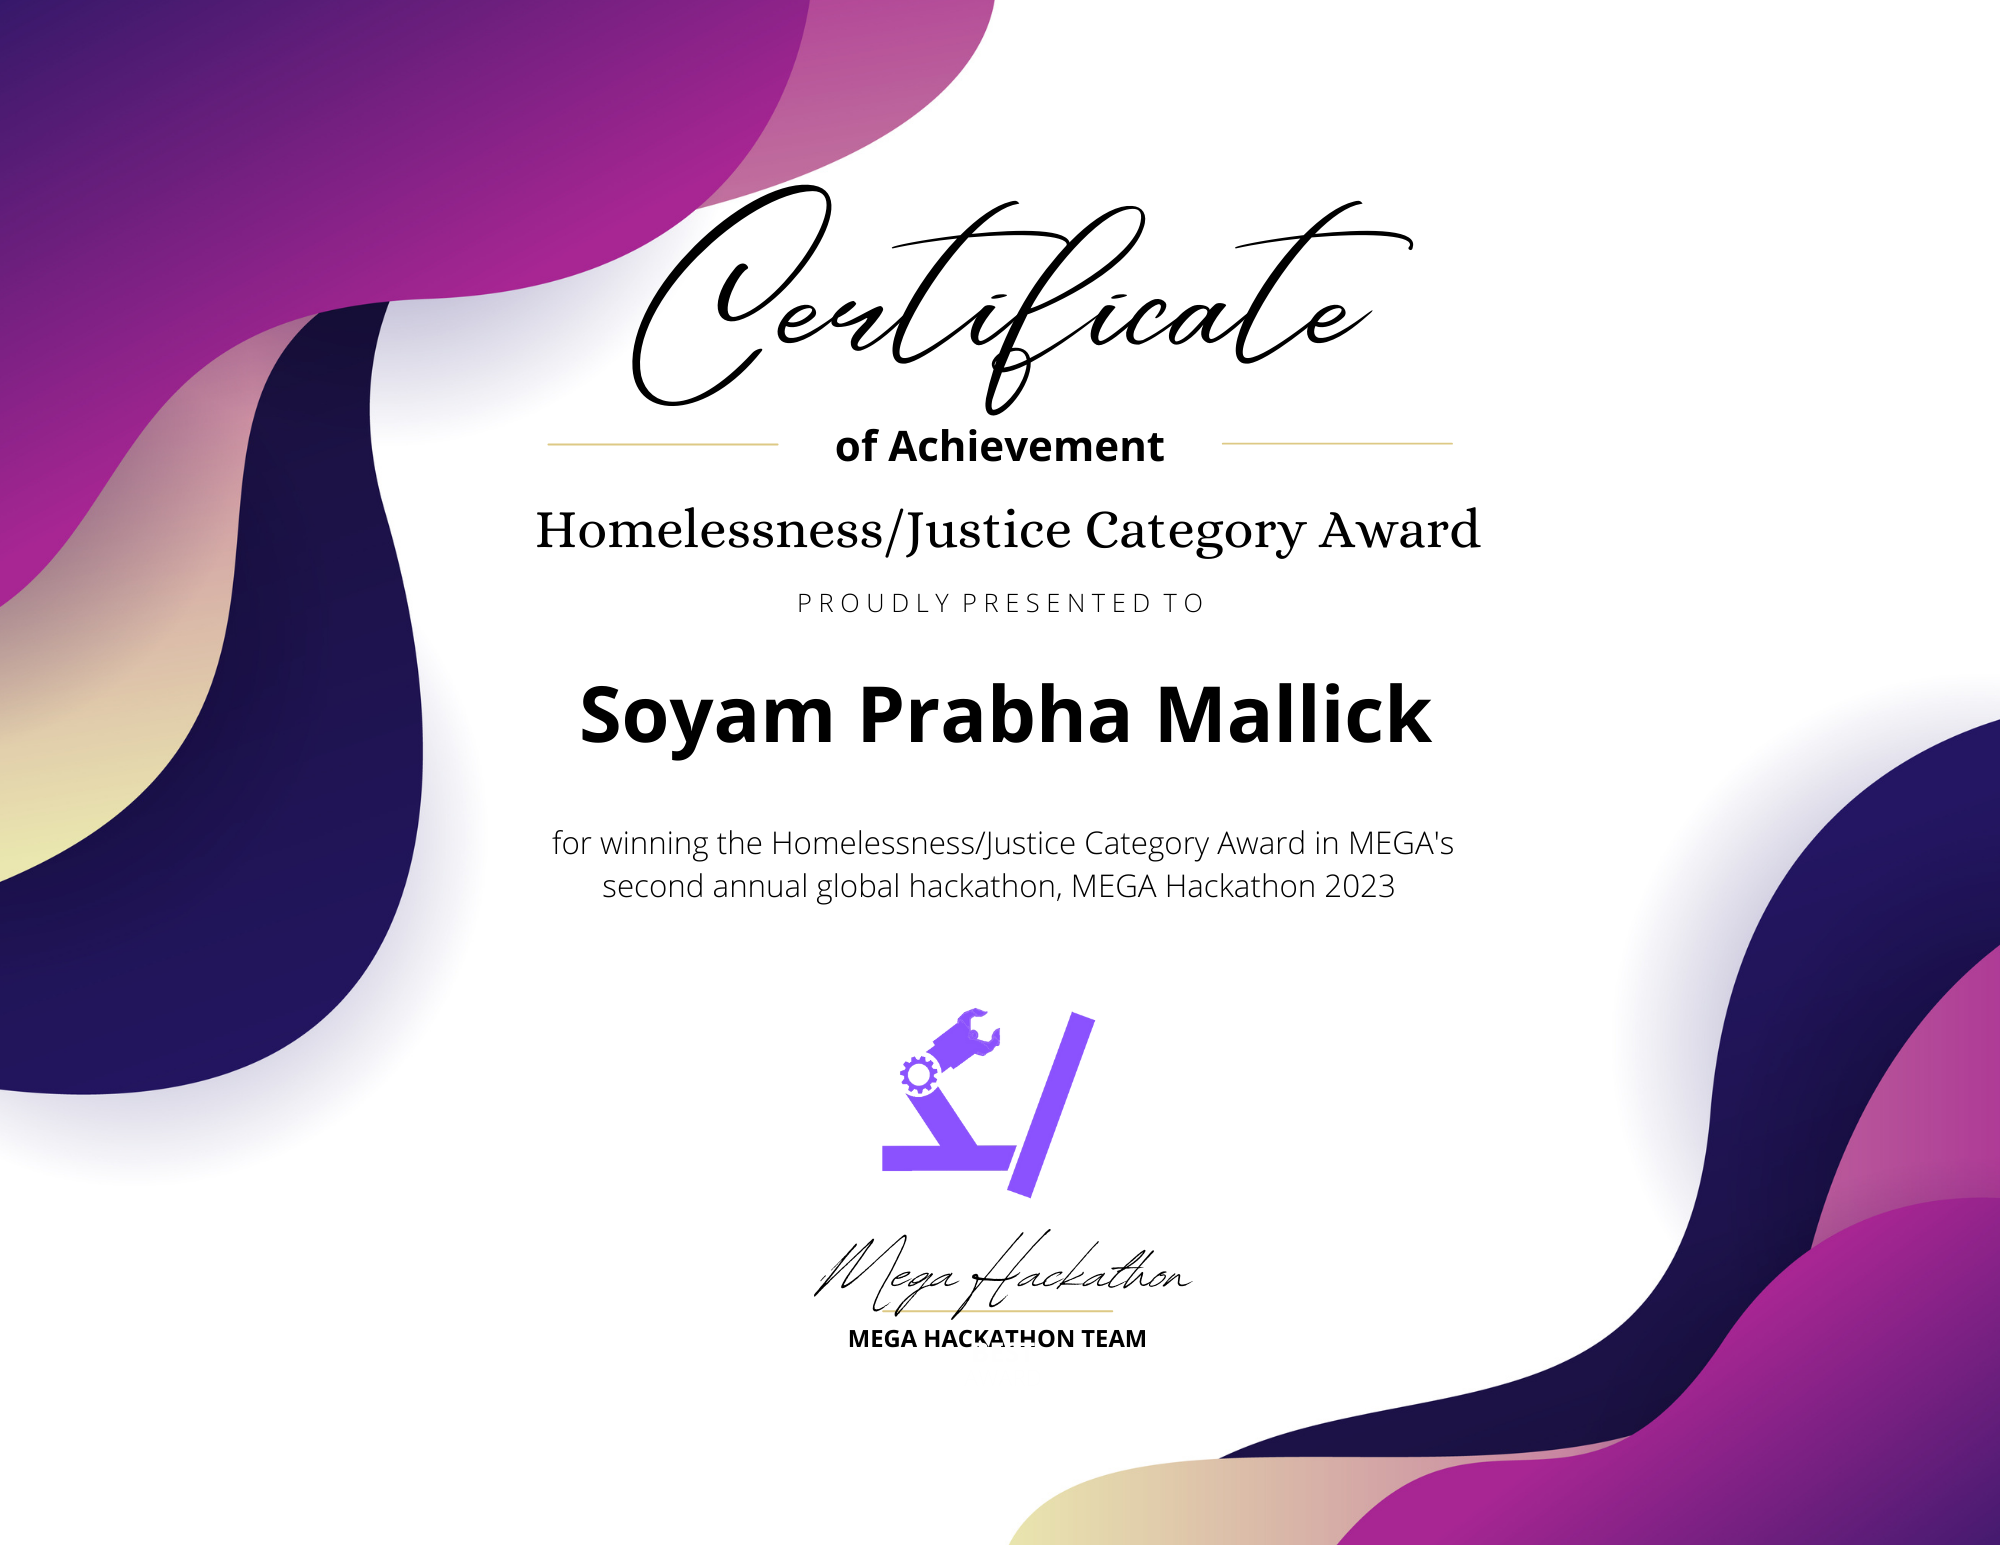 Certificate
of Achievement
Homelessness/Justice Category Award
PROUDLY PRESENTED TO
Soyam Prabha Mallick
for winning the Homelessness/Justice Category Award in MEGA's
second annual global hackathon, MEGA Hackathon 2023
Mega Hackathon
MEGA HACKATHON TEAM